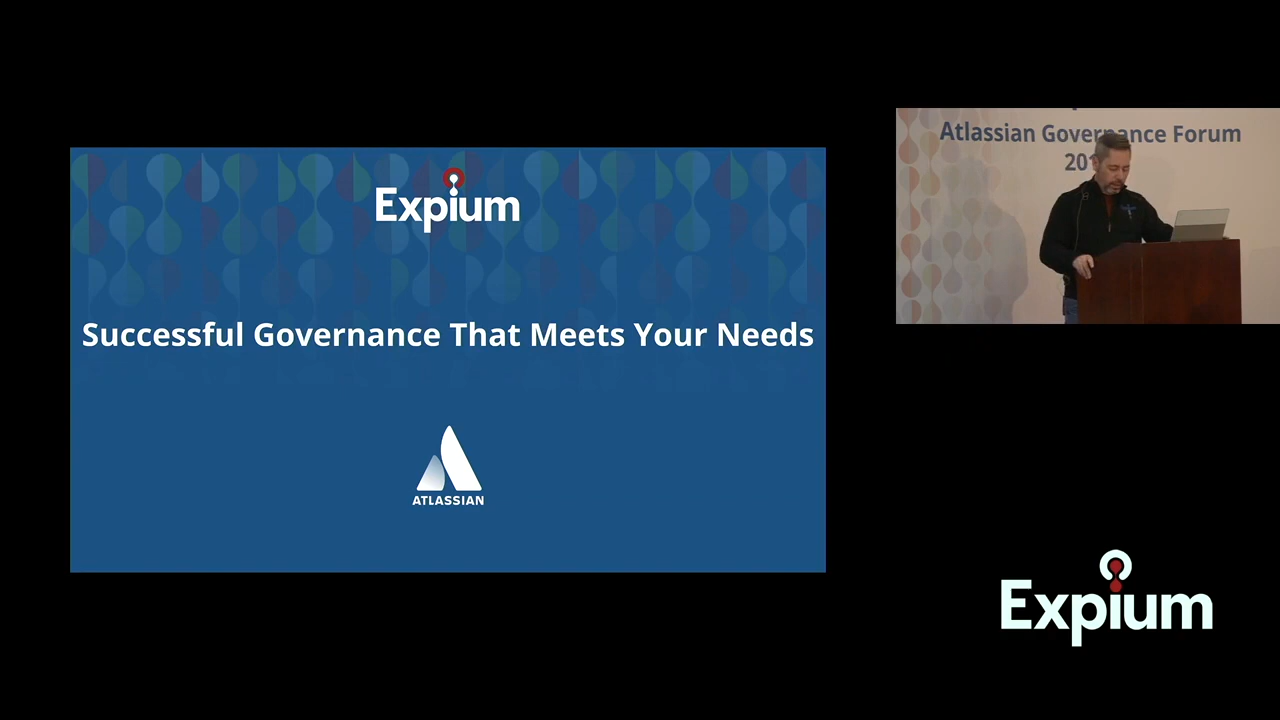 Expium
Successful Governance That Meets Your Needs
ATLASSIAN
Atlassian Governance Forum
Expium